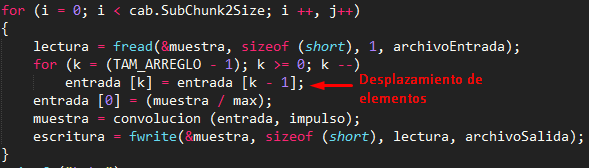 for (i = 0; i < cab.SubChunk2Size; i ++, j++)
{
    lectura = fread(&muestra, sizeof (short), 1, archivoEntrada);
    for (k = (TAM_ARREGLO - 1); k >= 0; k --)
        entrada [k] = entrada [k - 1]; Desplazamiento de
elementos
    entrada [0] = (muestra / max);
    muestra = convolucion (entrada, impulso);
    escritura = fwrite(&muestra, sizeof (short), lectura, archivoSalida);
}